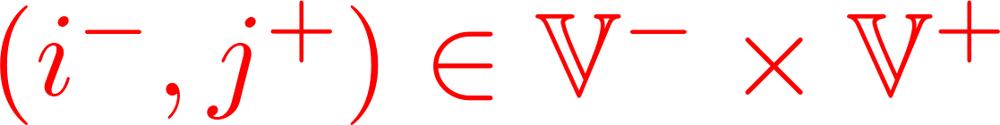 (i⁻, j⁺) ∈ 𝕍⁻ × 𝕍⁺